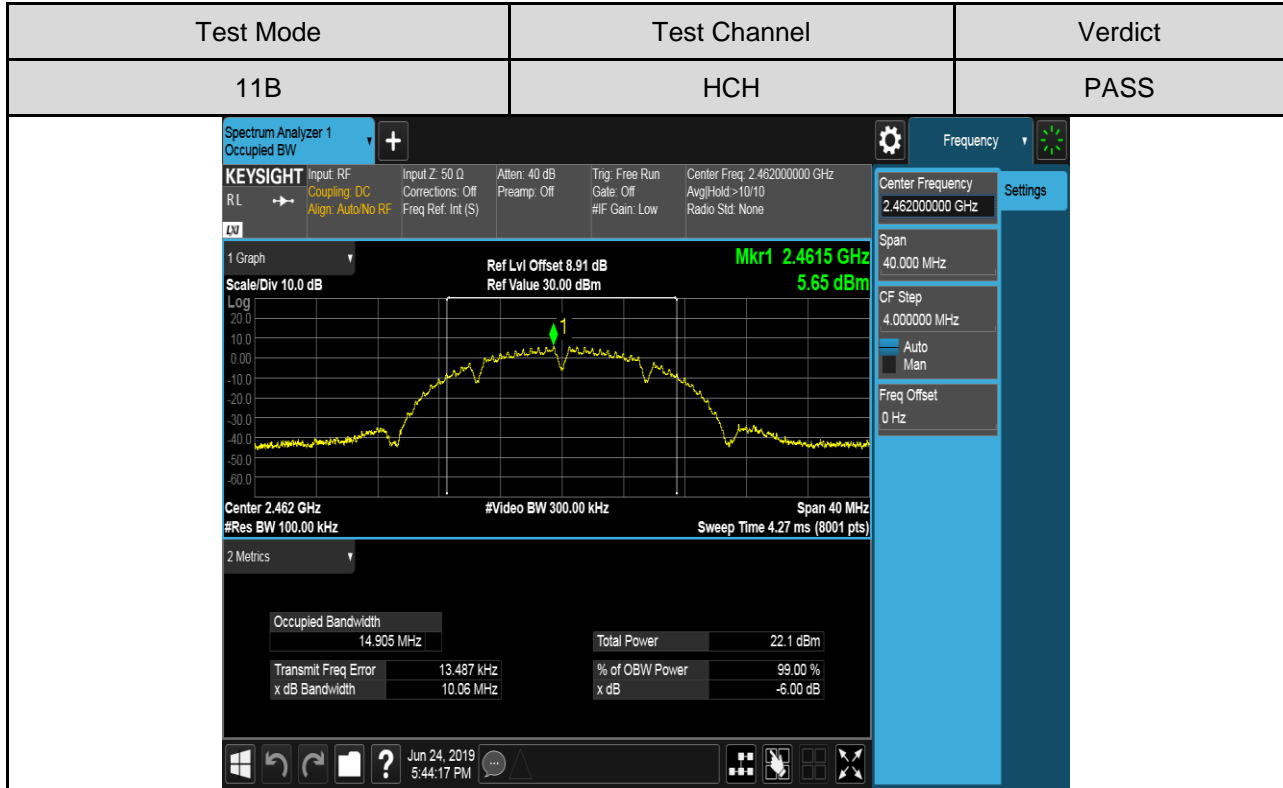 Test Mode Test Channel Verdict
11B HCH PASS
Spectrum Analyzer 1
Occupied BW
+
Frequency
KEYSIGHT Input: RF Input Z: 50 Ω Atten: 40 dB Trig: Free Run Center Freq: 2.462000000 GHz
RL Coupling: DC Corrections: Off Preamp: Off Gate: Off Avg|Hold:>10/10
Align: Auto/No RF Freq Ref: Int (S) #IF Gain: Low Radio Std: None
LXI
Center Frequency
2.462000000 GHz
Settings
Span
40.000 MHz
CF Step
4.000000 MHz
Auto
Man
Freq Offset
0 Hz
1 Graph Ref Lvl Offset 8.91 dB Mkr1 2.4615 GHz
Scale/Div 10.0 dB Ref Value 30.00 dBm 5.65 dBm
Log
20.0
10.0
0.00
-10.0
-20.0
-30.0
-40.0
-50.0
-60.0
1
Center 2.462 GHz #Video BW 300.00 kHz Span 40 MHz
#Res BW 100.00 kHz Sweep Time 4.27 ms (8001 pts)
2 Metrics
Occupied Bandwidth
14.905 MHz Total Power 22.1 dBm
Transmit Freq Error 13.487 kHz % of OBW Power 99.00 %
x dB Bandwidth 10.06 MHz x dB -6.00 dB
? Jun 24, 2019
5:44:17 PM